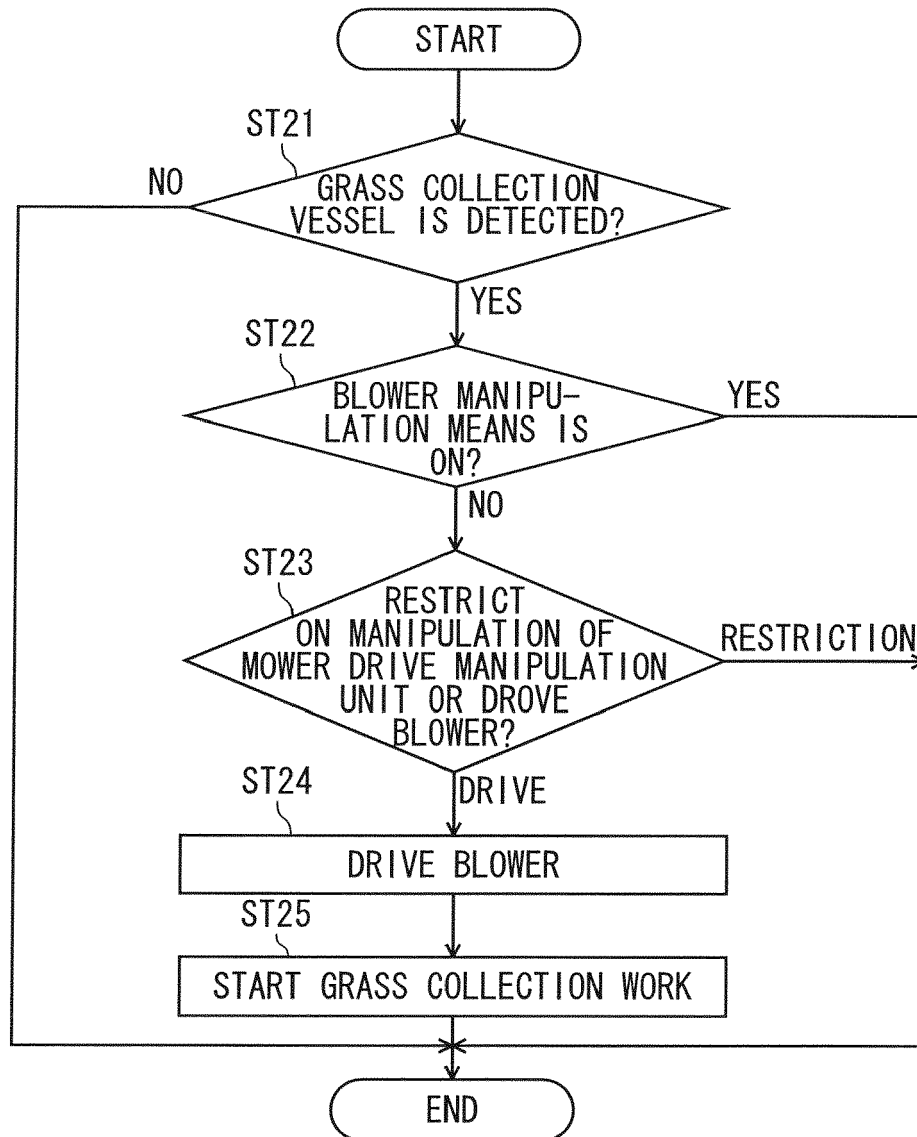 START
ST21
NO
GRASS COLLECTION
VESSEL IS DETECTED?
YES
ST22
BLOWER MANIPU-
LATION MEANS IS
ON?
YES
NO
ST23
RESTRICT
ON MANIPULATION OF
MOWER DRIVE MANIPULATION
UNIT OR DROVE
BLOWER?
RESTRICTION
DRIVE
ST24
DRIVE BLOWER
ST25
START GRASS COLLECTION WORK
END